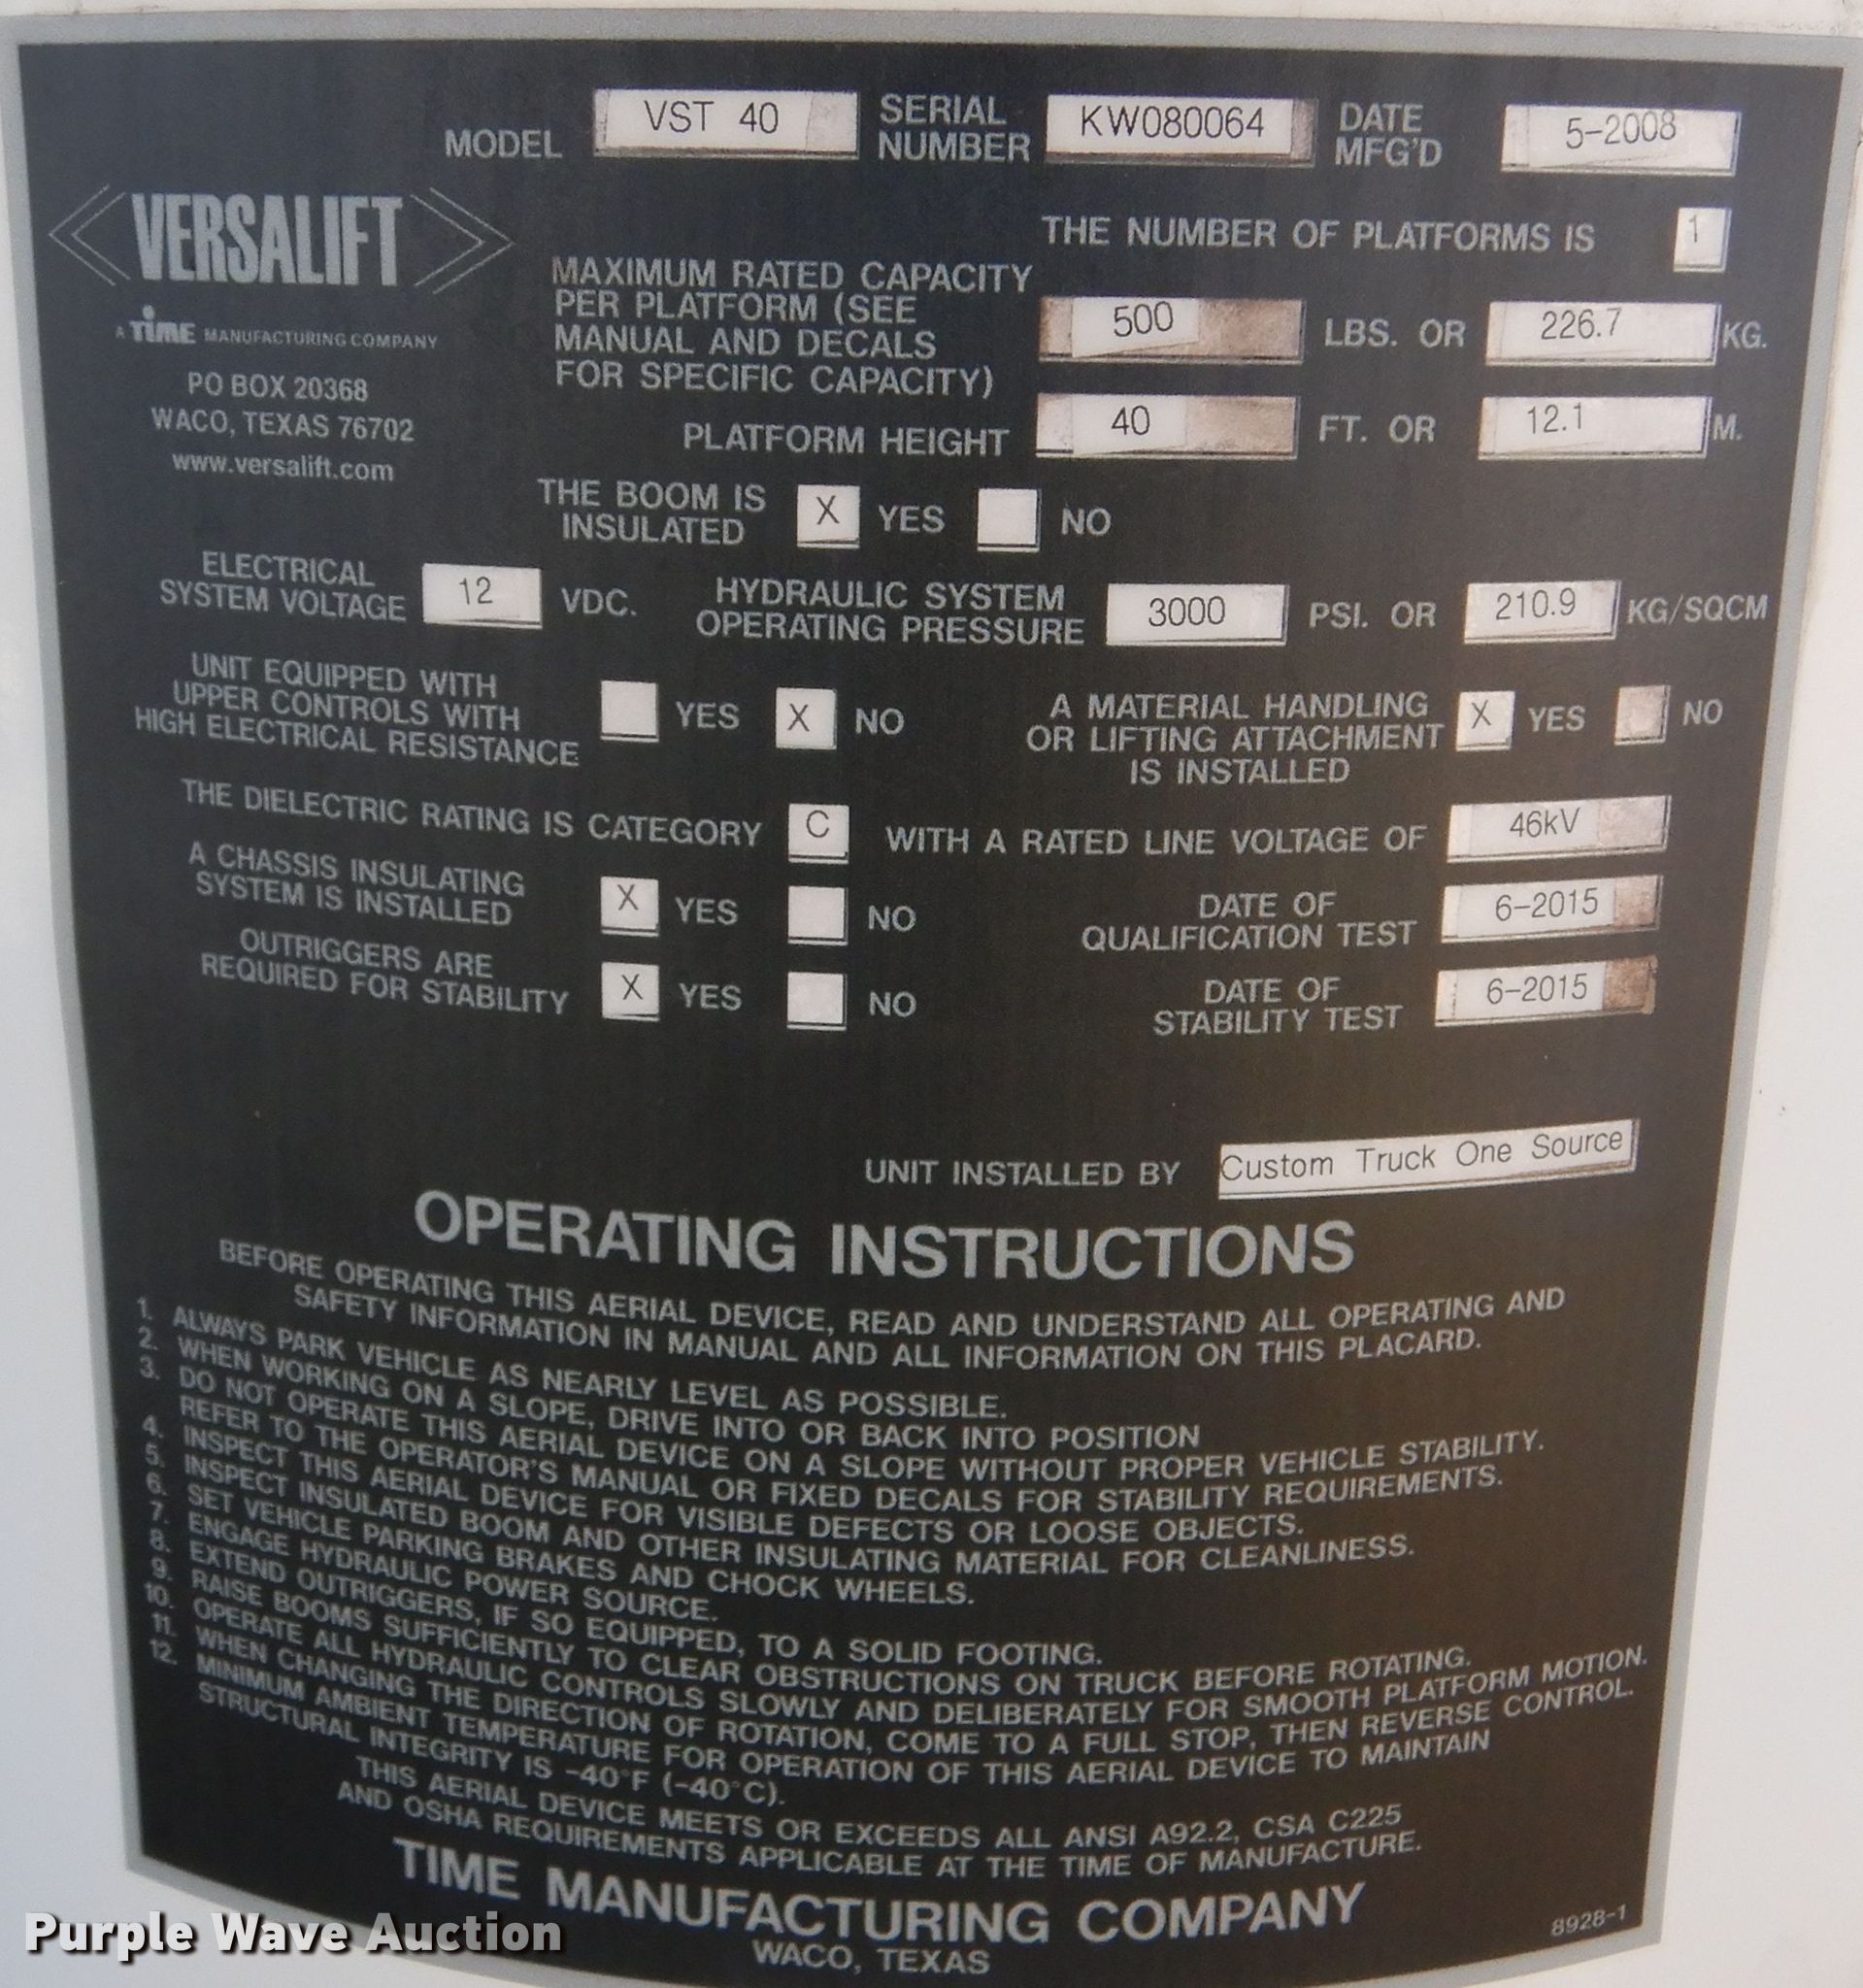 MODEL VST 40 SERIAL NUMBER KW080064 DATE MFG'D 5-2008
VERSALIFT
A TIME MANUFACTURING COMPANY
PO BOX 20368
WACO, TEXAS 76702
www.versalift.com
THE NUMBER OF PLATFORMS IS 1
MAXIMUM RATED CAPACITY
PER PLATFORM (SEE
MANUAL AND DECALS
FOR SPECIFIC CAPACITY)
500 LBS. OR 226.7 KG.
PLATFORM HEIGHT 40 FT. OR 12.1 M.
THE BOOM IS
INSULATED X YES NO
ELECTRICAL
SYSTEM VOLTAGE 12 VDC.
HYDRAULIC SYSTEM
OPERATING PRESSURE 3000 PSI. OR 210.9 KG/SQCM
UNIT EQUIPPED WITH
UPPER CONTROLS WITH
HIGH ELECTRICAL RESISTANCE
YES X NO
A MATERIAL HANDLING
OR LIFTING ATTACHMENT
IS INSTALLED
X YES NO
THE DIELECTRIC RATING IS CATEGORY C WITH A RATED LINE VOLTAGE OF 46kV
A CHASSIS INSULATING
SYSTEM IS INSTALLED X YES NO
DATE OF
QUALIFICATION TEST 6-2015
OUTRIGGERS ARE
REQUIRED FOR STABILITY X YES NO
DATE OF
STABILITY TEST 6-2015
UNIT INSTALLED BY Custom Truck One Source
OPERATING INSTRUCTIONS
BEFORE OPERATING THIS AERIAL DEVICE, READ AND UNDERSTAND ALL OPERATING AND
SAFETY INFORMATION IN MANUAL AND ALL INFORMATION ON THIS PLACARD.
1. ALWAYS PARK VEHICLE AS NEARLY LEVEL AS POSSIBLE.
2. WHEN WORKING ON A SLOPE, DRIVE INTO OR BACK INTO POSITION
3. DO NOT OPERATE THIS AERIAL DEVICE ON A SLOPE WITHOUT PROPER VEHICLE STABILITY.
REFER TO THE OPERATOR'S MANUAL OR FIXED DECALS FOR STABILITY REQUIREMENTS.
4. INSPECT THIS AERIAL DEVICE FOR VISIBLE DEFECTS OR LOOSE OBJECTS.
5. INSPECT INSULATED BOOM AND OTHER INSULATING MATERIAL FOR CLEANLINESS.
6. SET VEHICLE PARKING BRAKES AND CHOCK WHEELS.
7. ENGAGE HYDRAULIC POWER SOURCE.
8. EXTEND OUTRIGGERS, IF SO EQUIPPED, TO A SOLID FOOTING.
9. RAISE BOOMS SUFFICIENTLY TO CLEAR OBSTRUCTIONS ON TRUCK BEFORE ROTATING.
10. OPERATE ALL HYDRAULIC CONTROLS SLOWLY AND DELIBERATELY FOR SMOOTH PLATFORM MOTION.
11. WHEN CHANGING THE DIRECTION OF ROTATION, COME TO A FULL STOP, THEN REVERSE CONTROL.
12. MINIMUM AMBIENT TEMPERATURE FOR OPERATION OF THIS AERIAL DEVICE TO MAINTAIN
STRUCTURAL INTEGRITY IS -40°F (-40°C).
THIS AERIAL DEVICE MEETS OR EXCEEDS ALL ANSI A92.2, CSA C225
AND OSHA REQUIREMENTS APPLICABLE AT THE TIME OF MANUFACTURE.
TIME MANUFACTURING COMPANY
WACO, TEXAS
8928-1
Purple Wave Auction